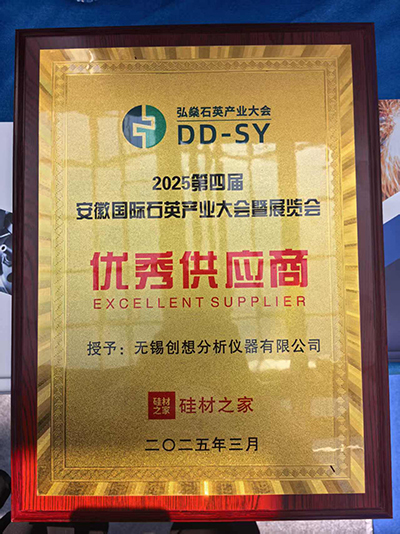 弘燊石英产业大会
DD-SY
2025第四届
安徽国际石英产业大会暨展览会
优秀供应商
EXCELLENT SUPPLIER
授予：无锡创想分析仪器有限公司
硅材之家 硅材之家
二〇二五年三月